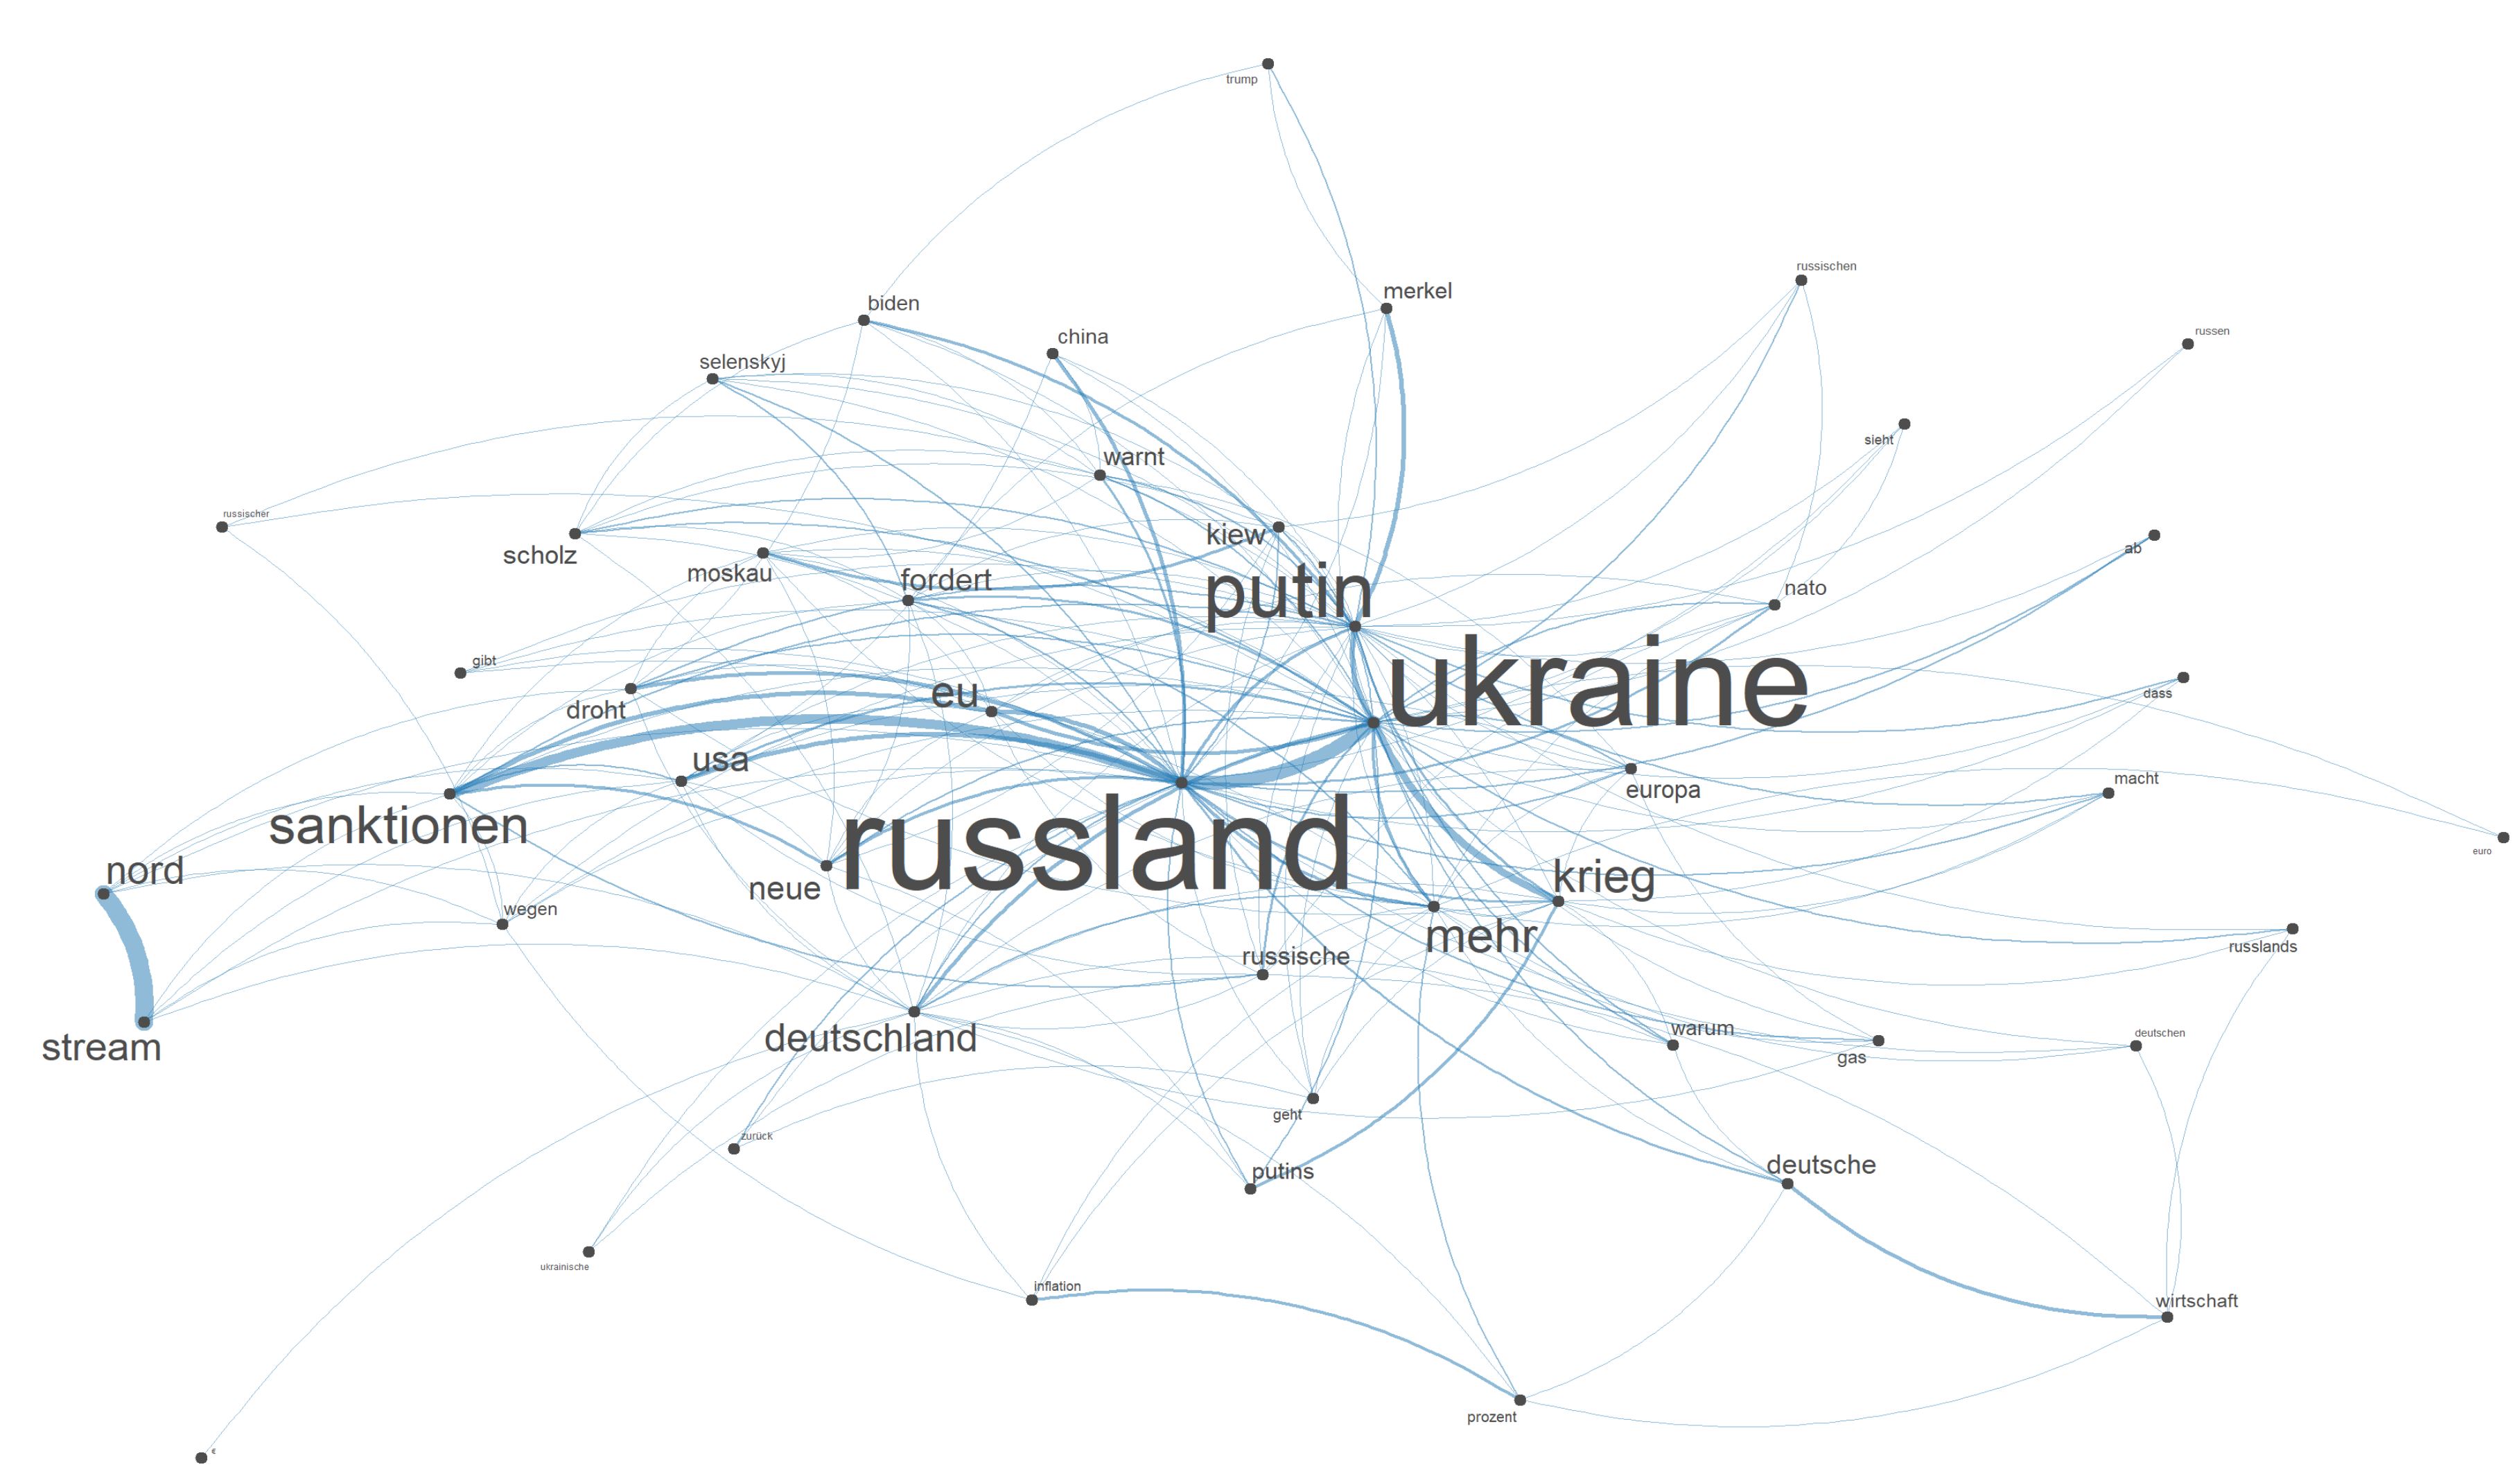 trump
russischen
merkel
biden
russen
china
selenskyj
sieht
warnt
russischer
kiew
ab
scholz
moskau
fordert
putin
nato
gibt
ukraine
dass
eu
droht
usa
macht
europa
sanktionen
russland
euro
nord
krieg
neue
wegen
mehr
russlands
russische
warum
deutschen
deutschland
stream
gas
geht
zurück
deutsche
putins
ukrainische
inflation
wirtschaft
prozent
€